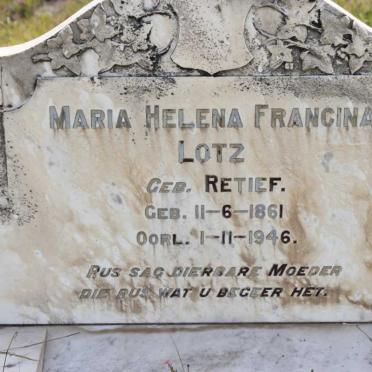 MARIA HELENA FRANCINA
LOTZ
GEB. RETIEF.
GEB. 11-6-1861
OORL. 1-11-1946.
RUS SAG DIERBARE MOEDER
DIE RUS WAT U BEGEER HET.